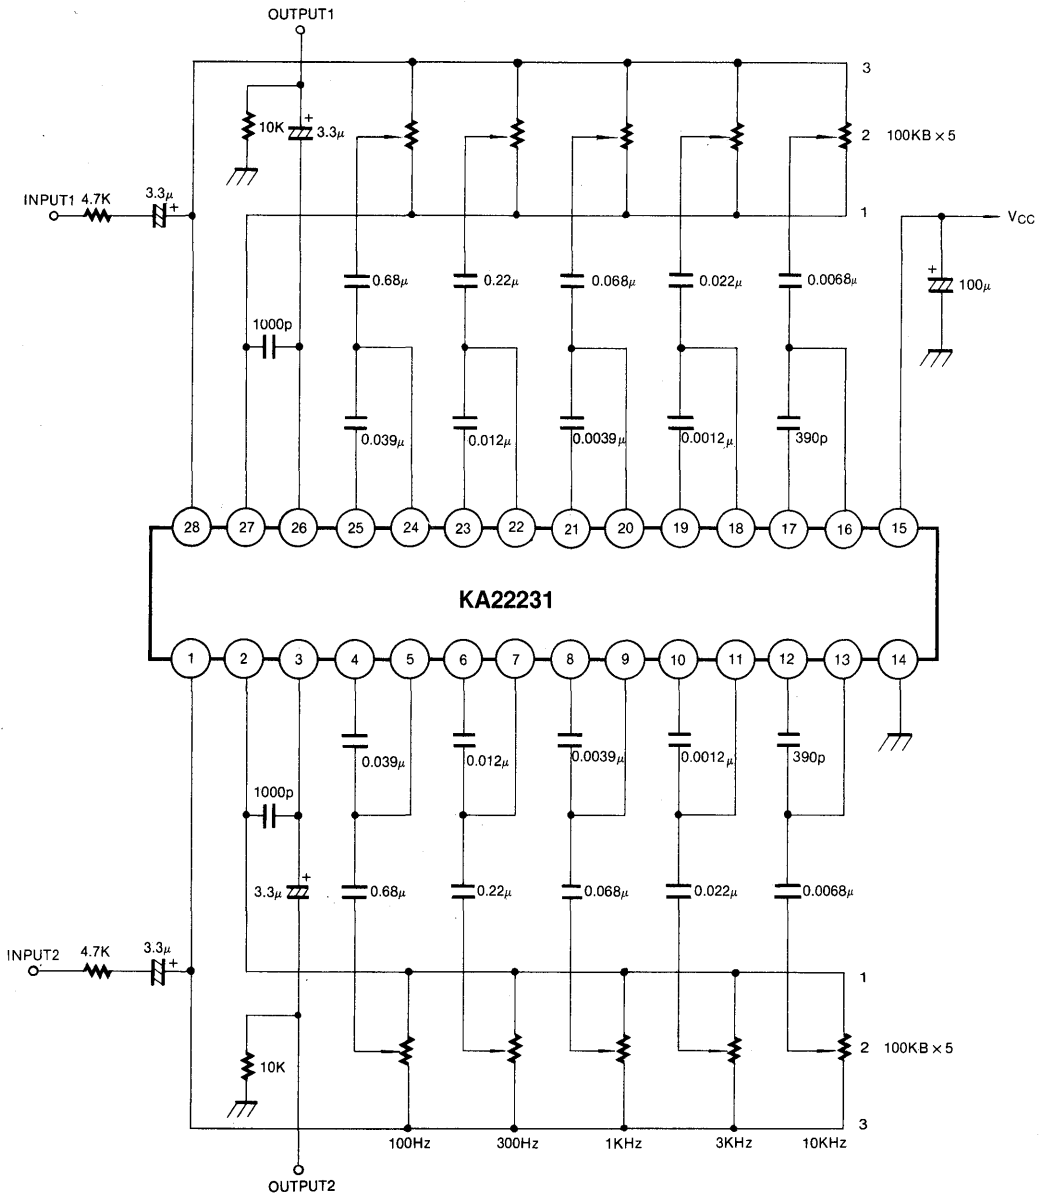 OUTPUT1
3
10K
3.3μ
2 100KB×5
INPUT1 4.7K 3.3μ
1
VCC
0.68μ 0.22μ 0.068μ 0.022μ 0.0068μ 100μ
1000p
0.039μ 0.012μ 0.0039μ 0.0012μ 390p
28 27 26 25 24 23 22 21 20 19 18 17 16 15
KA22231
1 2 3 4 5 6 7 8 9 10 11 12 13 14
0.039μ 0.012μ 0.0039μ 0.0012μ 390p
1000p
3.3μ 0.68μ 0.22μ 0.068μ 0.022μ 0.0068μ
INPUT2 4.7K 3.3μ
1
2 100KB×5
10K
3
100Hz 300Hz 1KHz 3KHz 10KHz
OUTPUT2